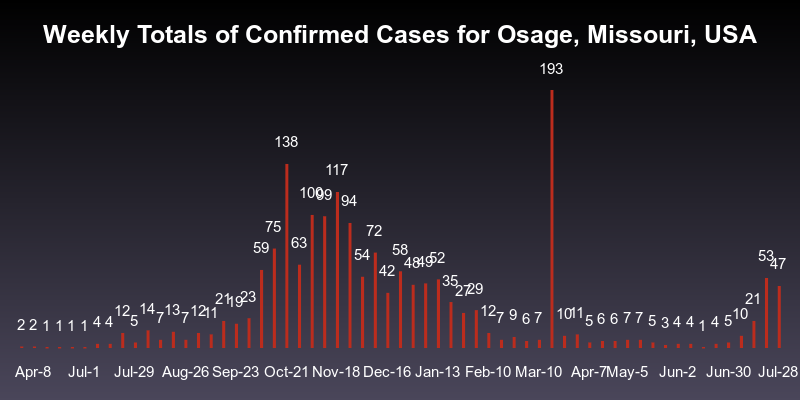 Weekly Totals of Confirmed Cases for Osage, Missouri, USA
2 2 1 1 1 1 4 4 12 5 14 7 13 7 12 11 21 19 23 59 75 138 63 100 99 117 94 54 72 42 58 48 49 52 35 27 29 12 7 9 6 7 193 10 11 5 6 6 7 7 5 3 4 4 1 4 5 10 21 53 47
Apr-8 Jul-1 Jul-29 Aug-26 Sep-23 Oct-21 Nov-18 Dec-16 Jan-13 Feb-10 Mar-10 Apr-7 May-5 Jun-2 Jun-30 Jul-28